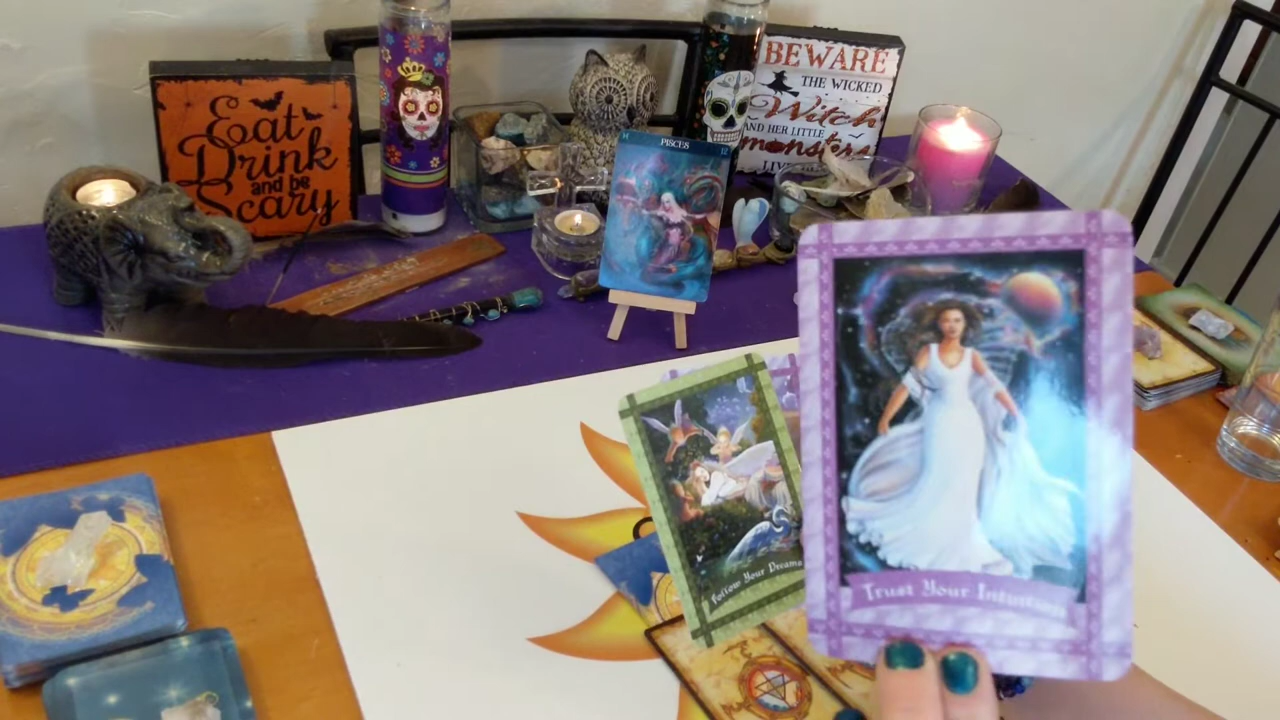 Eat
Drink
and be
Scary
BEWARE
THE WICKED
Witch
AND HER LITTLE
monsters
PISCES 12
Follow Your Dreams
Trust Your Intuition